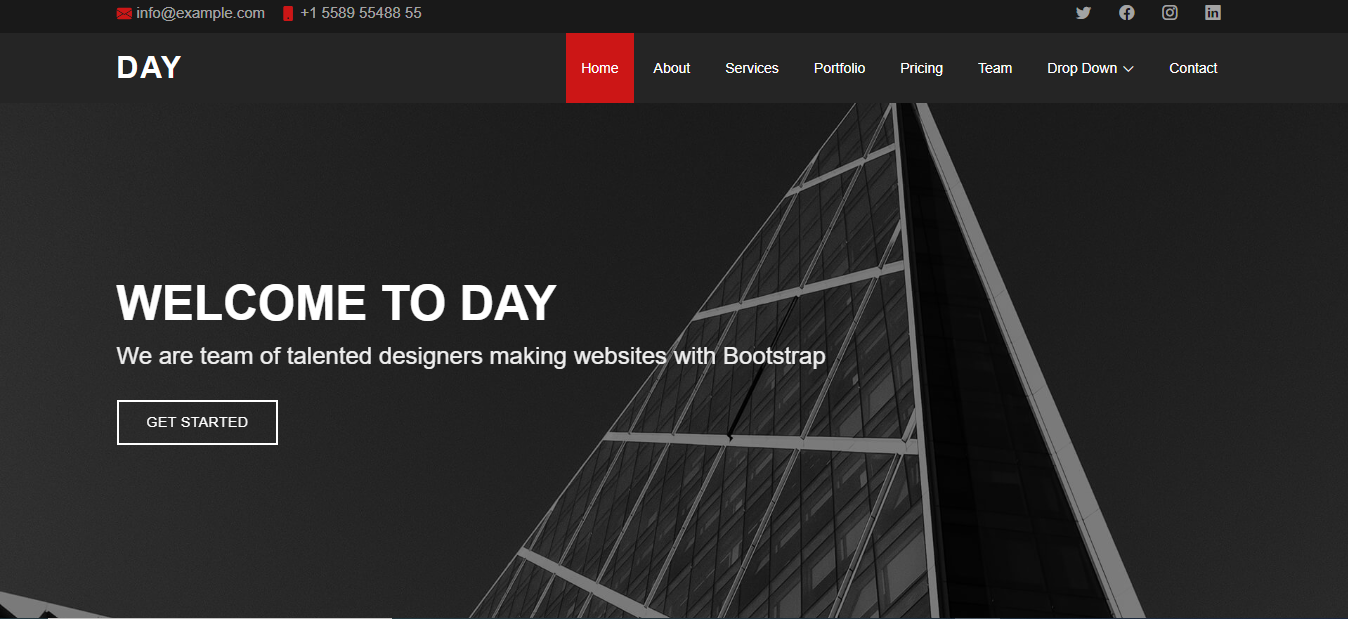 info@example.com +1 5589 55488 55
DAY
Home About Services Portfolio Pricing Team Drop Down Contact
WELCOME TO DAY
We are team of talented designers making websites with Bootstrap
GET STARTED